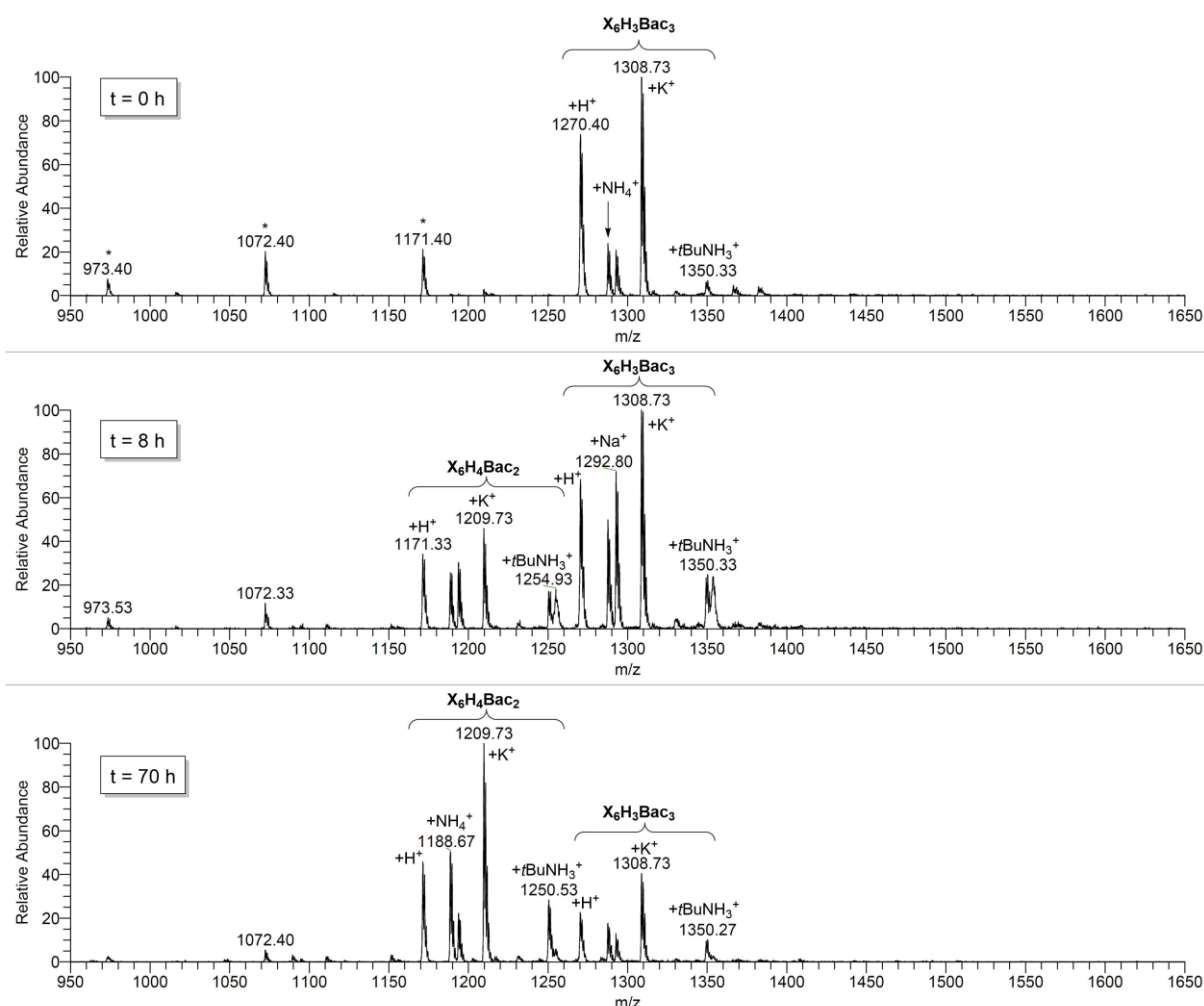 X₆H₃Bac₃
1308.73
+K⁺
+H⁺
1270.40
+NH₄⁺
+tBuNH₃⁺
1350.33
*
1171.40
*
1072.40
*
973.40
t = 0 h
Relative Abundance
100
80
60
40
20
0
950 1000 1050 1100 1150 1200 1250 1300 1350 1400 1450 1500 1550 1600 1650
m/z
X₆H₃Bac₃
1308.73
+K⁺
+Na⁺
1292.80
+H⁺
+tBuNH₃⁺
1350.33
X₆H₄Bac₂
+K⁺
1209.73
+H⁺
1171.33
+tBuNH₃⁺
1254.93
1072.33
973.53
t = 8 h
Relative Abundance
100
80
60
40
20
0
950 1000 1050 1100 1150 1200 1250 1300 1350 1400 1450 1500 1550 1600 1650
m/z
X₆H₄Bac₂
1209.73
+K⁺
+NH₄⁺
1188.67
+H⁺
+tBuNH₃⁺
1250.53
X₆H₃Bac₃
+K⁺
1308.73
+H⁺
+tBuNH₃⁺
1350.27
1072.40
t = 70 h
Relative Abundance
100
80
60
40
20
0
950 1000 1050 1100 1150 1200 1250 1300 1350 1400 1450 1500 1550 1600 1650
m/z